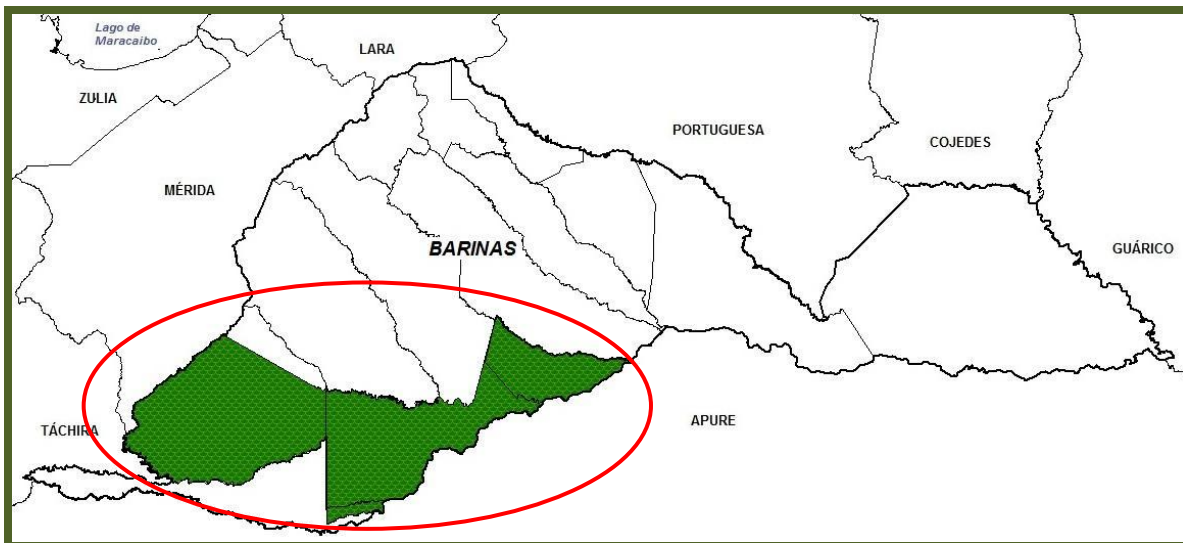 Lago de
Maracaibo
LARA
ZULIA
PORTUGUESA
COJEDES
MÉRIDA
BARINAS
GUÁRICO
APURE
TÁCHIRA